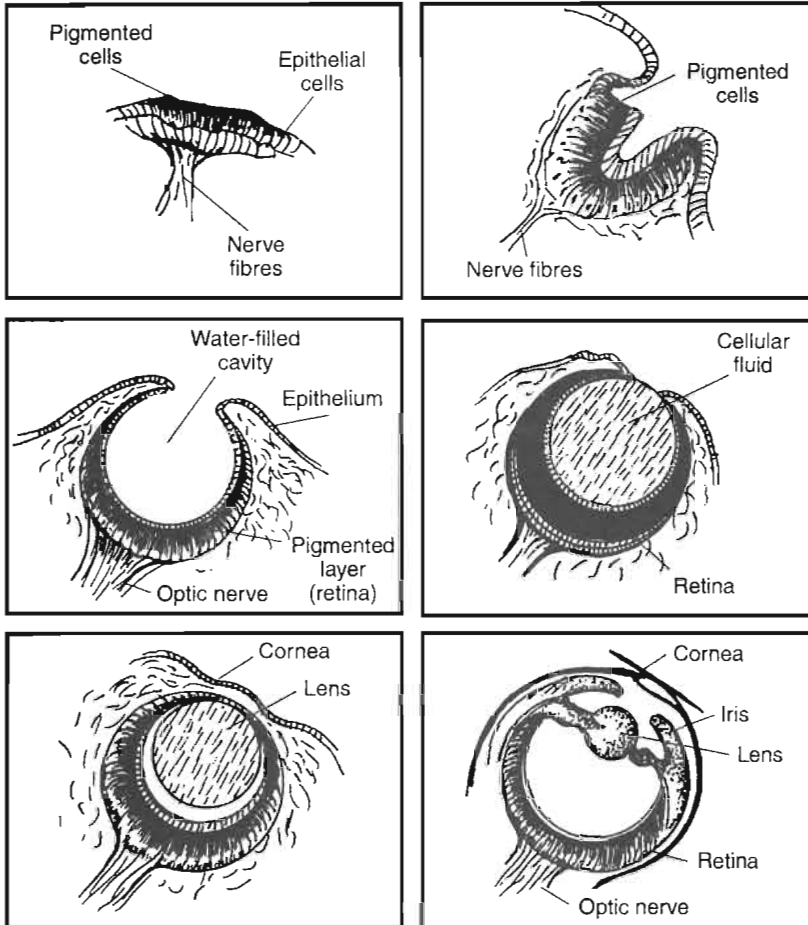 Pigmented
cells
Epithelial
cells
Nerve
fibres
Pigmented
cells
Nerve fibres
Water-filled
cavity
Epithelium
Pigmented
layer
(retina)
Optic nerve
Cellular
fluid
Retina
Cornea
Lens
Cornea
Iris
Lens
Retina
Optic nerve